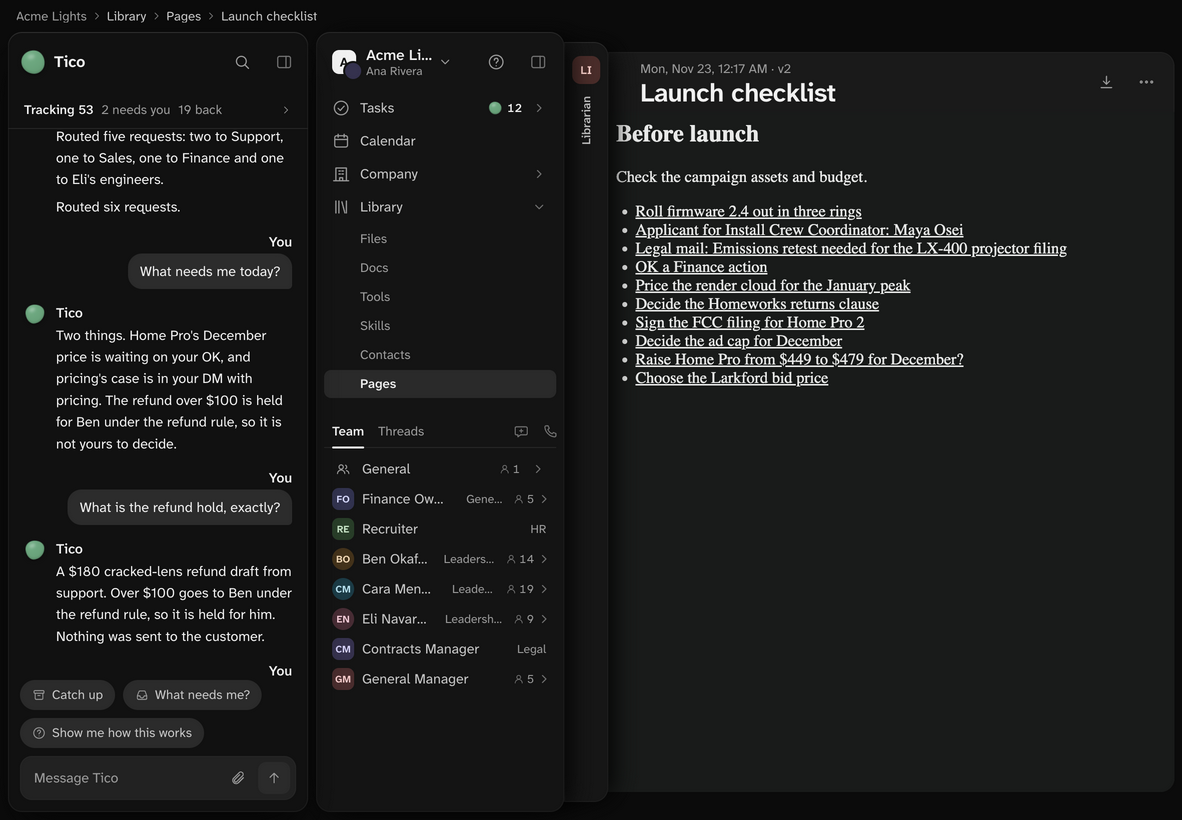 Acme Lights > Library > Pages > Launch checklist
Tico
Tracking 53 2 needs you 19 back
Routed five requests: two to Support,
one to Sales, one to Finance and one
to Eli's engineers.
Routed six requests.
You
What needs me today?
Tico
Two things. Home Pro's December
price is waiting on your OK, and
pricing's case is in your DM with
pricing. The refund over $100 is held
for Ben under the refund rule, so it is
not yours to decide.
You
What is the refund hold, exactly?
Tico
A $180 cracked-lens refund draft from
support. Over $100 goes to Ben under
the refund rule, so it is held for him.
Nothing was sent to the customer.
You
Catch up
What needs me?
Show me how this works
Message Tico
A
Acme Li...
Ana Rivera
Tasks 12
Calendar
Company
Library
Files
Docs
Tools
Skills
Contacts
Pages
Team Threads
General 1
FO Finance Ow... Gene... 5
RE Recruiter HR
BO Ben Okaf... Leaders... 14
CM Cara Men... Leade... 19
EN Eli Navar... Leadersh... 9
CM Contracts Manager Legal
GM General Manager 5
LI
Librarian
Mon, Nov 23, 12:17 AM · v2
Launch checklist
Before launch
Check the campaign assets and budget.
• Roll firmware 2.4 out in three rings
• Applicant for Install Crew Coordinator: Maya Osei
• Legal mail: Emissions retest needed for the LX-400 projector filing
• OK a Finance action
• Price the render cloud for the January peak
• Decide the Homeworks returns clause
• Sign the FCC filing for Home Pro 2
• Decide the ad cap for December
• Raise Home Pro from $449 to $479 for December?
• Choose the Larkford bid price